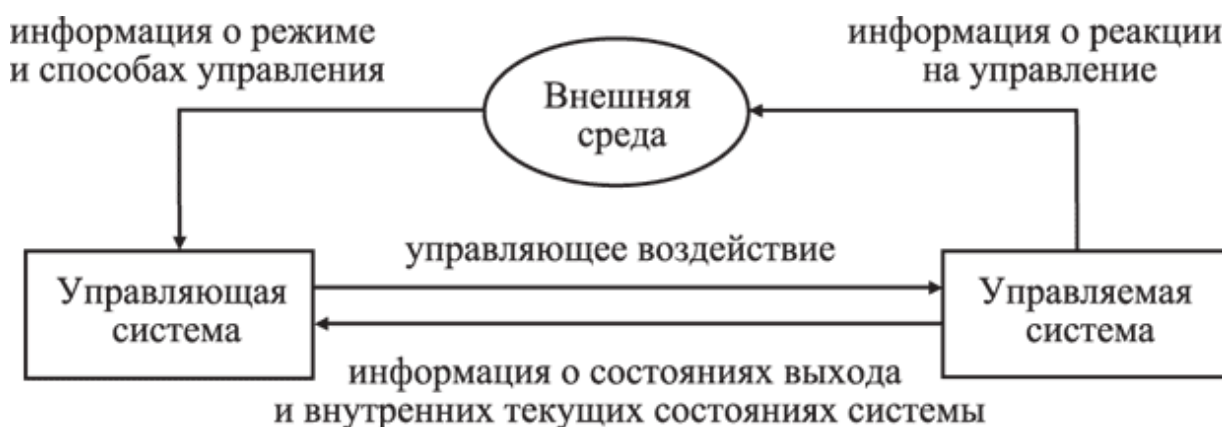 информация о режиме
и способах управления
информация о реакции
на управление
Внешняя
среда
управляющее воздействие
Управляющая
система
Управляемая
система
информация о состояниях выхода
и внутренних текущих состояниях системы